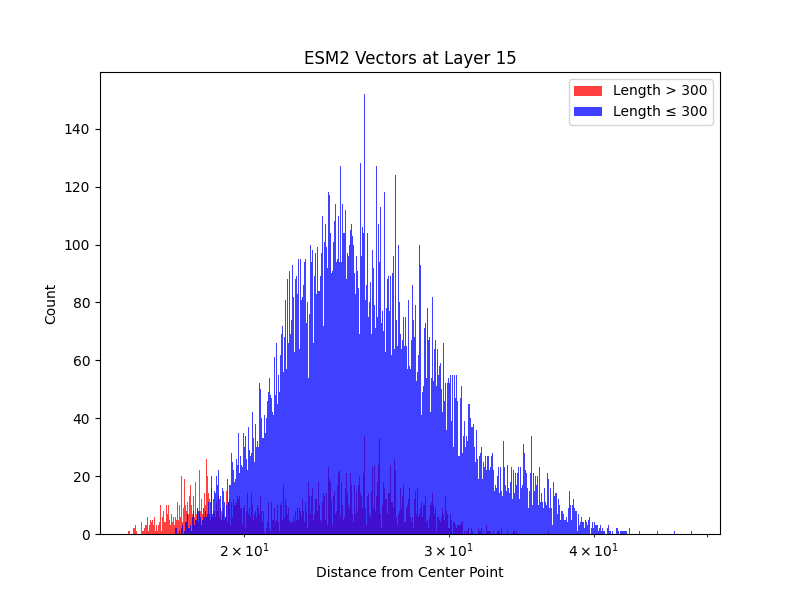 ESM2 Vectors at Layer 15
Length > 300
Length ≤ 300
Count
140
120
100
80
60
40
20
0
2 × 10¹
3 × 10¹
4 × 10¹
Distance from Center Point